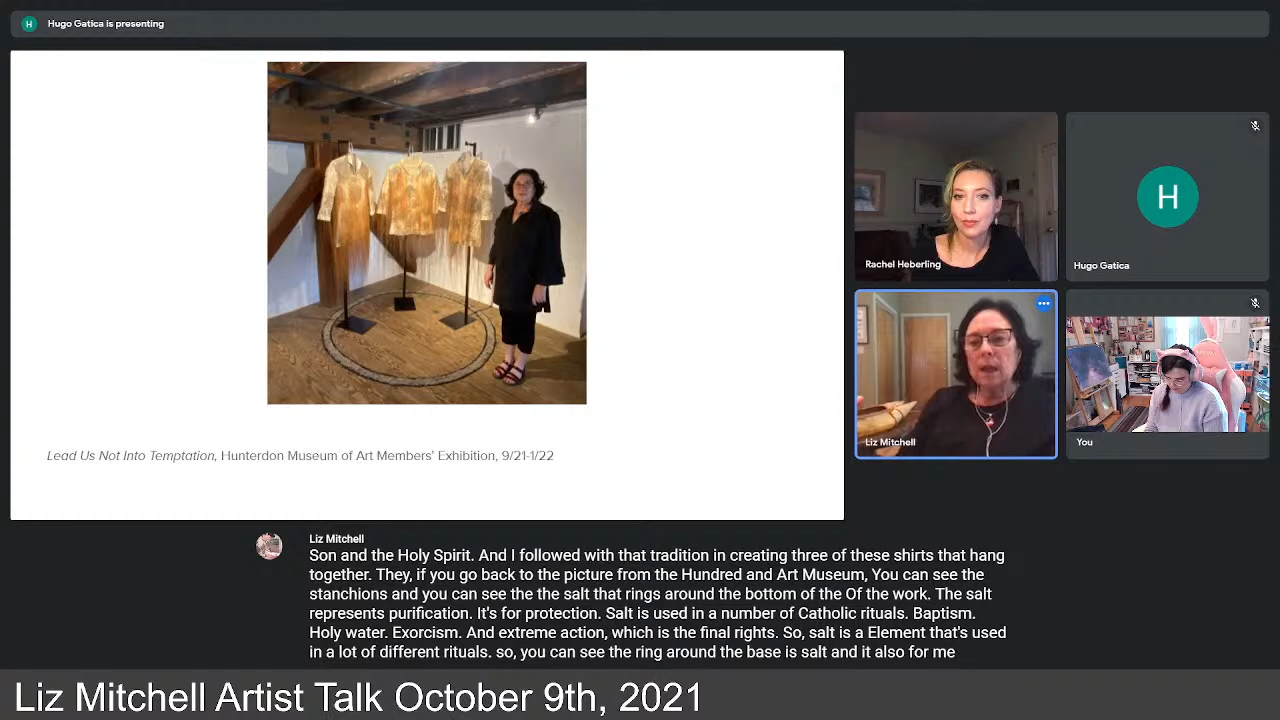 H Hugo Gatica is presenting
Lead Us Not Into Temptation, Hunterdon Museum of Art Members' Exhibition, 9/21-1/22
Rachel Heberling
H
Hugo Gatica
Liz Mitchell
You
Liz Mitchell
Son and the Holy Spirit. And I followed with that tradition in creating three of these shirts that hang
together. They, if you go back to the picture from the Hundred and Art Museum, You can see the
stanchions and you can see the the salt that rings around the bottom of the Of the work. The salt
represents purification. It's for protection. Salt is used in a number of Catholic rituals. Baptism.
Holy water. Exorcism. And extreme action, which is the final rights. So, salt is a Element that's used
in a lot of different rituals. so, you can see the ring around the base is salt and it also for me
Liz Mitchell Artist Talk October 9th, 2021